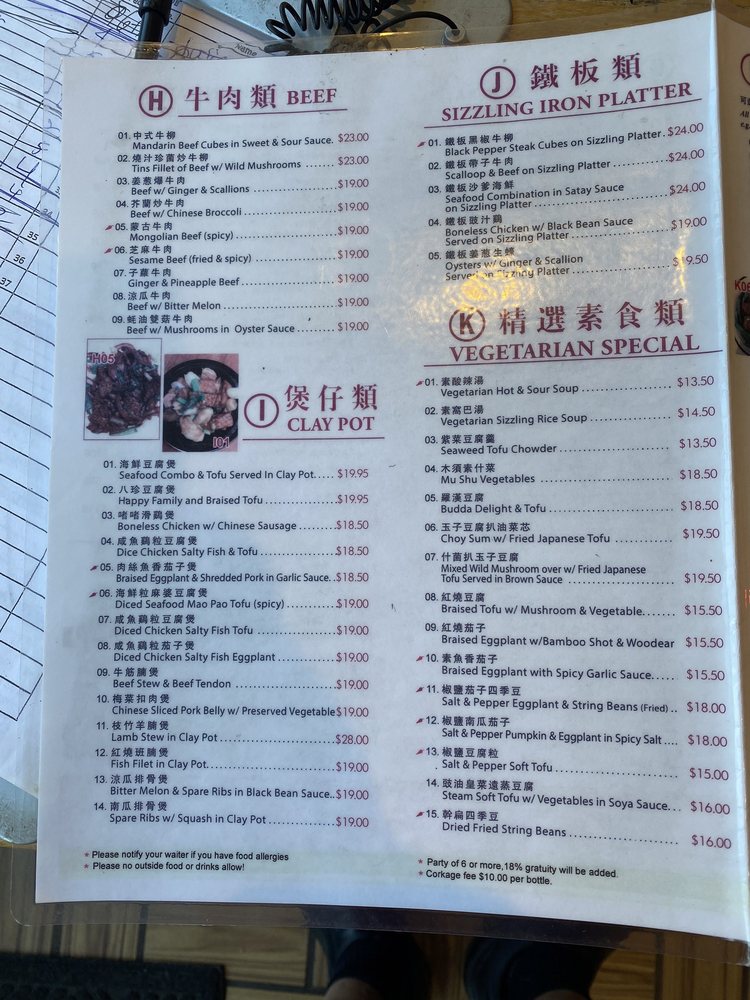 Name
H 牛肉類 BEEF
01. 中式牛柳
Mandarin Beef Cubes in Sweet & Sour Sauce. $23.00
02. 燒汁珍菌炒牛柳
Tins Fillet of Beef w/ Wild Mushrooms ........ $23.00
03. 姜葱爆牛肉
Beef w/ Ginger & Scallions ........ $19.00
04. 芥蘭炒牛肉
Beef w/ Chinese Broccoli ........ $19.00
05. 蒙古牛肉
Mongolian Beef (spicy) ........ $19.00
06. 芝麻牛肉
Sesame Beef (fried & spicy) ........ $19.00
07. 子蘿牛肉
Ginger & Pineapple Beef ........ $19.00
08. 涼瓜牛肉
Beef w/ Bitter Melon ........ $19.00
09. 蚝油雙菇牛肉
Beef w/ Mushrooms in Oyster Sauce ........ $19.00
H05
I01
I 煲仔類
CLAY POT
01. 海鮮豆腐煲
Seafood Combo & Tofu Served In Clay Pot..... $19.95
02. 八珍豆腐煲
Happy Family and Braised Tofu ........ $19.95
03. 啫啫滑鷄煲
Boneless Chicken w/ Chinese Sausage ........ $18.50
04. 咸魚鷄粒豆腐煲
Dice Chicken Salty Fish & Tofu ........ $18.50
05. 肉絲魚香茄子煲
Braised Eggplant & Shredded Pork in Garlic Sauce.. $18.50
06. 海鮮粒麻婆豆腐煲
Diced Seafood Mao Pao Tofu (spicy) ........ $19.00
07. 咸魚鷄粒豆腐煲
Diced Chicken Salty Fish Tofu ........ $19.00
08. 咸魚鷄粒茄子煲
Diced Chicken Salty Fish Eggplant ........ $19.00
09. 牛筋腩煲
Beef Stew & Beef Tendon ........ $19.00
10. 梅菜扣肉煲
Chinese Sliced Pork Belly w/ Preserved Vegetable $19.00
11. 枝竹羊腩煲
Lamb Stew in Clay Pot ........ $28.00
12. 紅燒班腩煲
Fish Filet in Clay Pot ........ $19.00
13. 涼瓜排骨煲
Bitter Melon & Spare Ribs in Black Bean Sauce.. $19.00
14. 南瓜排骨煲
Spare Ribs w/ Squash in Clay Pot ........ $19.00
* Please notify your waiter if you have food allergies
* Please no outside food or drinks allow!
J 鐵板類
SIZZLING IRON PLATTER
01. 鐵板黑椒牛柳
Black Pepper Steak Cubes on Sizzling Platter. $24.00
02. 鐵板帶子牛肉
Scalloop & Beef on Sizzling Platter ........ $24.00
03. 鐵板沙爹海鮮
Seafood Combination in Satay Sauce
on Sizzling Platter ........ $24.00
04. 鐵板豉汁鷄
Boneless Chicken w/ Black Bean Sauce
Served on Sizzling Platter ........ $19.00
05. 鐵板姜葱生蠔
Oysters w/ Ginger & Scallion
Served on Sizzling Platter ........ $19.50
K 精選素食類
VEGETARIAN SPECIAL
01. 素酸辣湯
Vegetarian Hot & Sour Soup ........ $13.50
02. 素窩巴湯
Vegetarian Sizzling Rice Soup ........ $14.50
03. 紫菜豆腐羹
Seaweed Tofu Chowder ........ $13.50
04. 木須素什菜
Mu Shu Vegetables ........ $18.50
05. 羅漢豆腐
Budda Delight & Tofu ........ $18.50
06. 玉子豆腐扒油菜芯
Choy Sum w/ Fried Japanese Tofu ........ $19.50
07. 什菌扒玉子豆腐
Mixed Wild Mushroom over w/ Fried Japanese
Tofu Served in Brown Sauce ........ $19.50
08. 紅燒豆腐
Braised Tofu w/ Mushroom & Vegetable....... $15.50
09. 紅燒茄子
Braised Eggplant w/Bamboo Shot & Woodear $15.50
10. 素魚香茄子
Braised Eggplant with Spicy Garlic Sauce..... $15.50
11. 椒鹽茄子四季豆
Salt & Pepper Eggplant & String Beans (Fried) .. $18.00
12. 椒鹽南瓜茄子
Salt & Pepper Pumpkin & Eggplant in Spicy Salt .... $18.00
13. 椒鹽豆腐粒
Salt & Pepper Soft Tofu ........ $15.00
14. 豉油皇菜遠蒸豆腐
Steam Soft Tofu w/ Vegetables in Soya Sauce... $16.00
15. 幹扁四季豆
Dried Fried String Beans ........ $16.00
* Party of 6 or more,18% gratuity will be added.
* Corkage fee $10.00 per bottle.